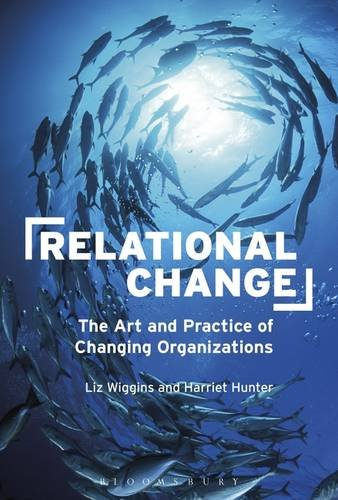 RELATIONAL
CHANGE
The Art and Practice of
Changing Organizations
Liz Wiggins and Harriet Hunter
BLOOMSBURY